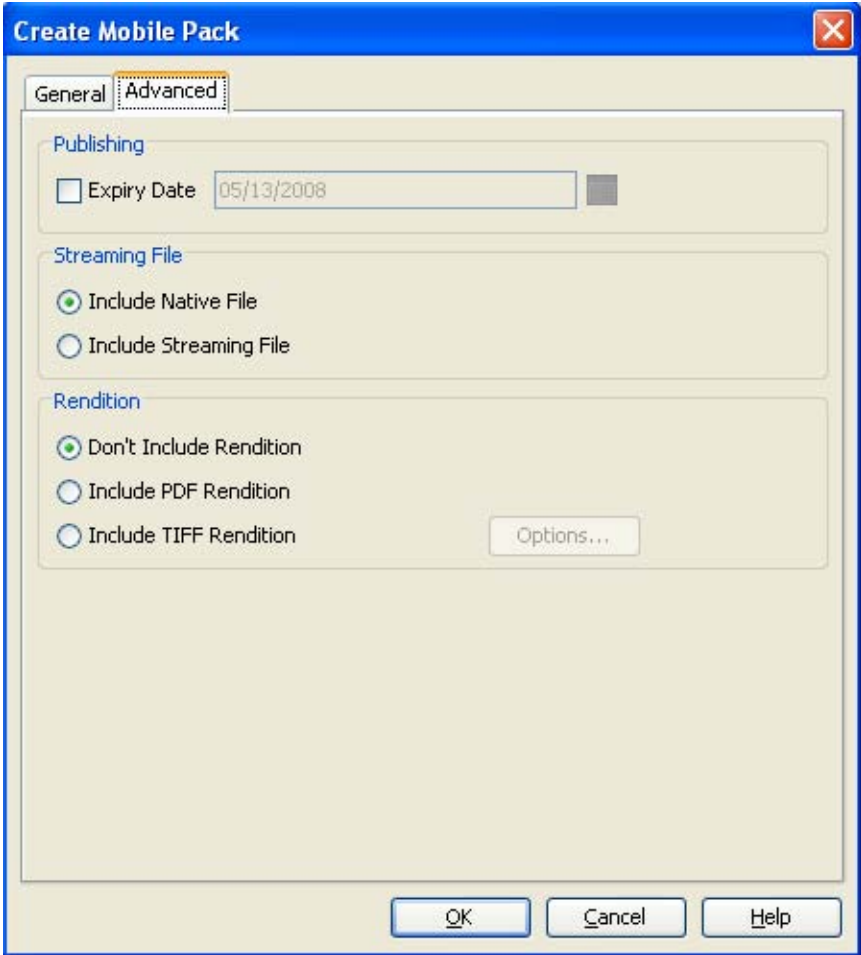 Create Mobile Pack
General Advanced
Publishing
Expiry Date 05/13/2008
Streaming File
Include Native File
Include Streaming File
Rendition
Don't Include Rendition
Include PDF Rendition
Include TIFF Rendition Options...
OK Cancel Help